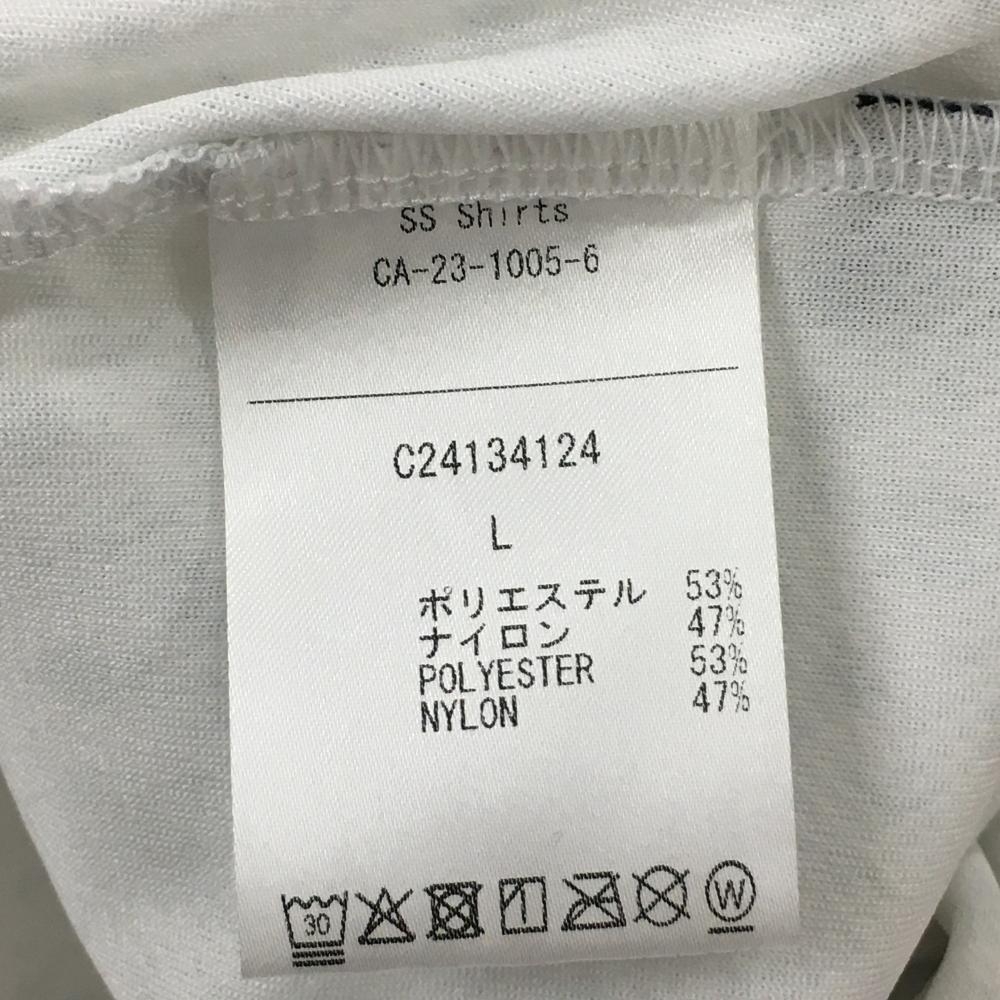 SS Shirts
CA-23-1005-6
C24134124
L
ポリエステル 53%
ナイロン 47%
POLYESTER 53%
NYLON 47%
30
W